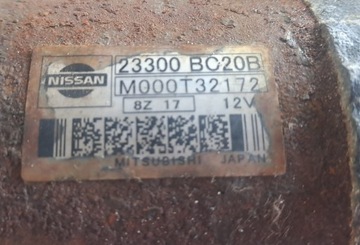 NISSAN
23300 BC20B
M000T32172
8Z 17 12V
MITSUBISHI JAPAN